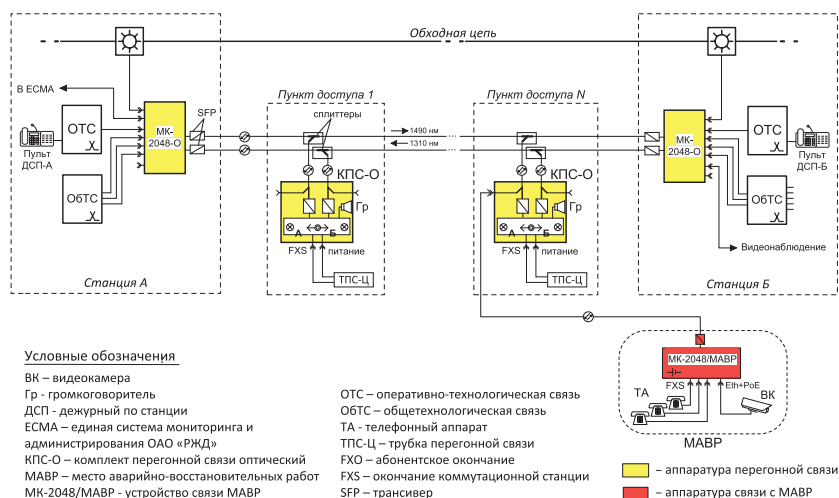 Обходная цепь
В ЕСМА
ОТС
Пульт
ДСП-А
ОбТС
МК-
2048-О
SFP
Станция А
Пункт доступа 1
сплиттеры
1490 нм
1310 нм
КПС-О
Гр
А
Б
FXS
питание
ТПС-Ц
Пункт доступа N
КПС-О
Гр
А
Б
FXS
питание
ТПС-Ц
МК-
2048-О
ОТС
Пульт
ДСП-Б
ОбТС
Видеонаблюдение
Станция Б
МК-2048/МАВР
FXS
Eth+PoE
ТА
ВК
МАВР
Условные обозначения
ВК – видеокамера
Гр - громкоговоритель
ДСП - дежурный по станции
ЕСМА – единая система мониторинга и
администрирования ОАО «РЖД»
КПС-О – комплект перегонной связи оптический
МАВР – место аварийно-восстановительных работ
МК-2048/МАВР - устройство связи МАВР
ОТС – оперативно-технологическая связь
ОбТС – общетехнологическая связь
ТА - телефонный аппарат
ТПС-Ц – трубка перегонной связи
FXO – абонентское окончание
FXS – окончание коммутационной станции
SFP – трансивер
– аппаратура перегонной связи
– аппаратура связи с МАВР